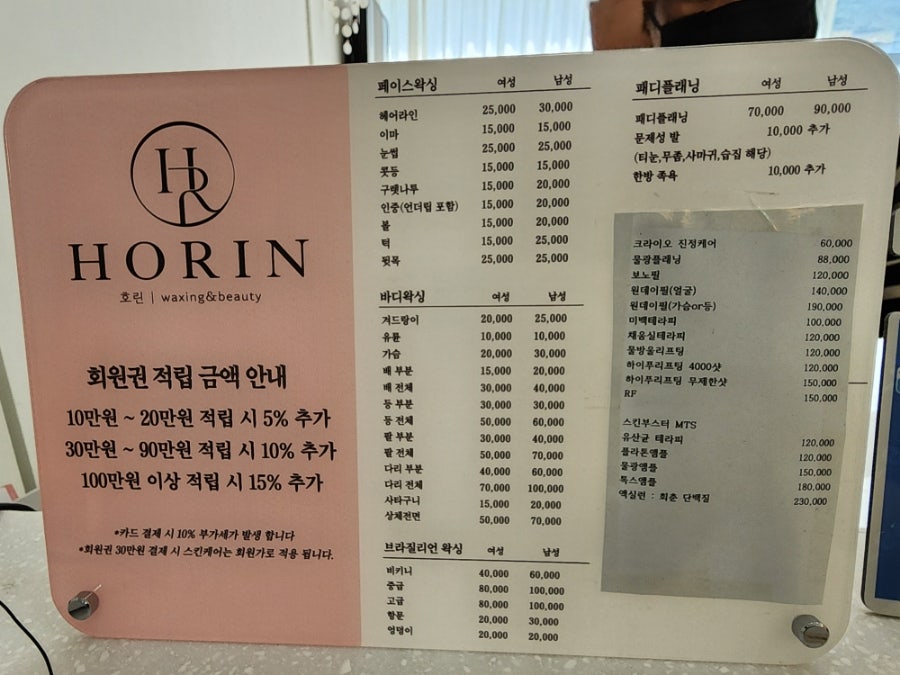 HR
HORIN
호린 | waxing&beauty
회원권 적립 금액 안내
10만원 ~ 20만원 적립 시 5% 추가
30만원 ~ 90만원 적립 시 10% 추가
100만원 이상 적립 시 15% 추가
*카드 결제 시 10% 부가세가 발생 합니다
*회원권 30만원 결제 시 스킨케어는 회원가로 적용 됩니다.
페이스왁싱 여성 남성
헤어라인 25,000 30,000
이마 15,000 15,000
눈썹 25,000 25,000
콧등 15,000 15,000
구렛나루 15,000 20,000
인중(언더립 포함) 15,000 20,000
볼 15,000 20,000
턱 15,000 25,000
뒷목 25,000 25,000
바디왁싱 여성 남성
겨드랑이 20,000 25,000
유륜 10,000 10,000
가슴 20,000 30,000
배 부분 15,000 20,000
배 전체 30,000 40,000
등 부분 30,000 30,000
등 전체 50,000 60,000
팔 부분 30,000 40,000
팔 전체 50,000 70,000
다리 부분 40,000 60,000
다리 전체 70,000 100,000
사타구니 15,000 20,000
상체전면 50,000 70,000
브라질리언 왁싱 여성 남성
비키니 40,000 60,000
중급 80,000 100,000
고급 80,000 100,000
항문 20,000 30,000
엉덩이 20,000 20,000
패디플래닝 여성 남성
패디플래닝 70,000 90,000
문제성 발 10,000 추가
(티눈,무좀,사마귀,습집 해당)
한방 족욕 10,000 추가
크라이오 진정케어 60,000
물광플래닝 88,000
보노필 120,000
원데이필(얼굴) 140,000
원데이필(가슴or등) 190,000
미백테라피 100,000
채움실테라피 120,000
물방울리프팅 120,000
하이푸리프팅 4000샷 120,000
하이푸리프팅 무제한샷 150,000
RF 150,000
스킨부스터 MTS
유산균 테라피 120,000
플라톤앰플 120,000
물광앰플 150,000
톡스앰플 180,000
엑실런 : 회춘 단백질 230,000